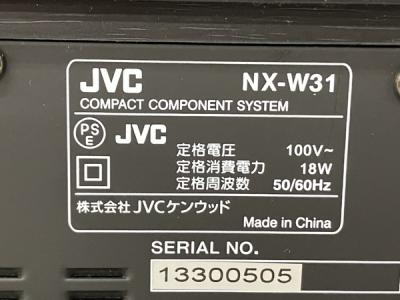 JVC NX-W31
COMPACT COMPONENT SYSTEM
PSE JVC
定格電圧 100V~
定格消費電力 18W
定格周波数 50/60Hz
株式会社JVCケンウッド
Made in China
SERIAL NO.
13300505